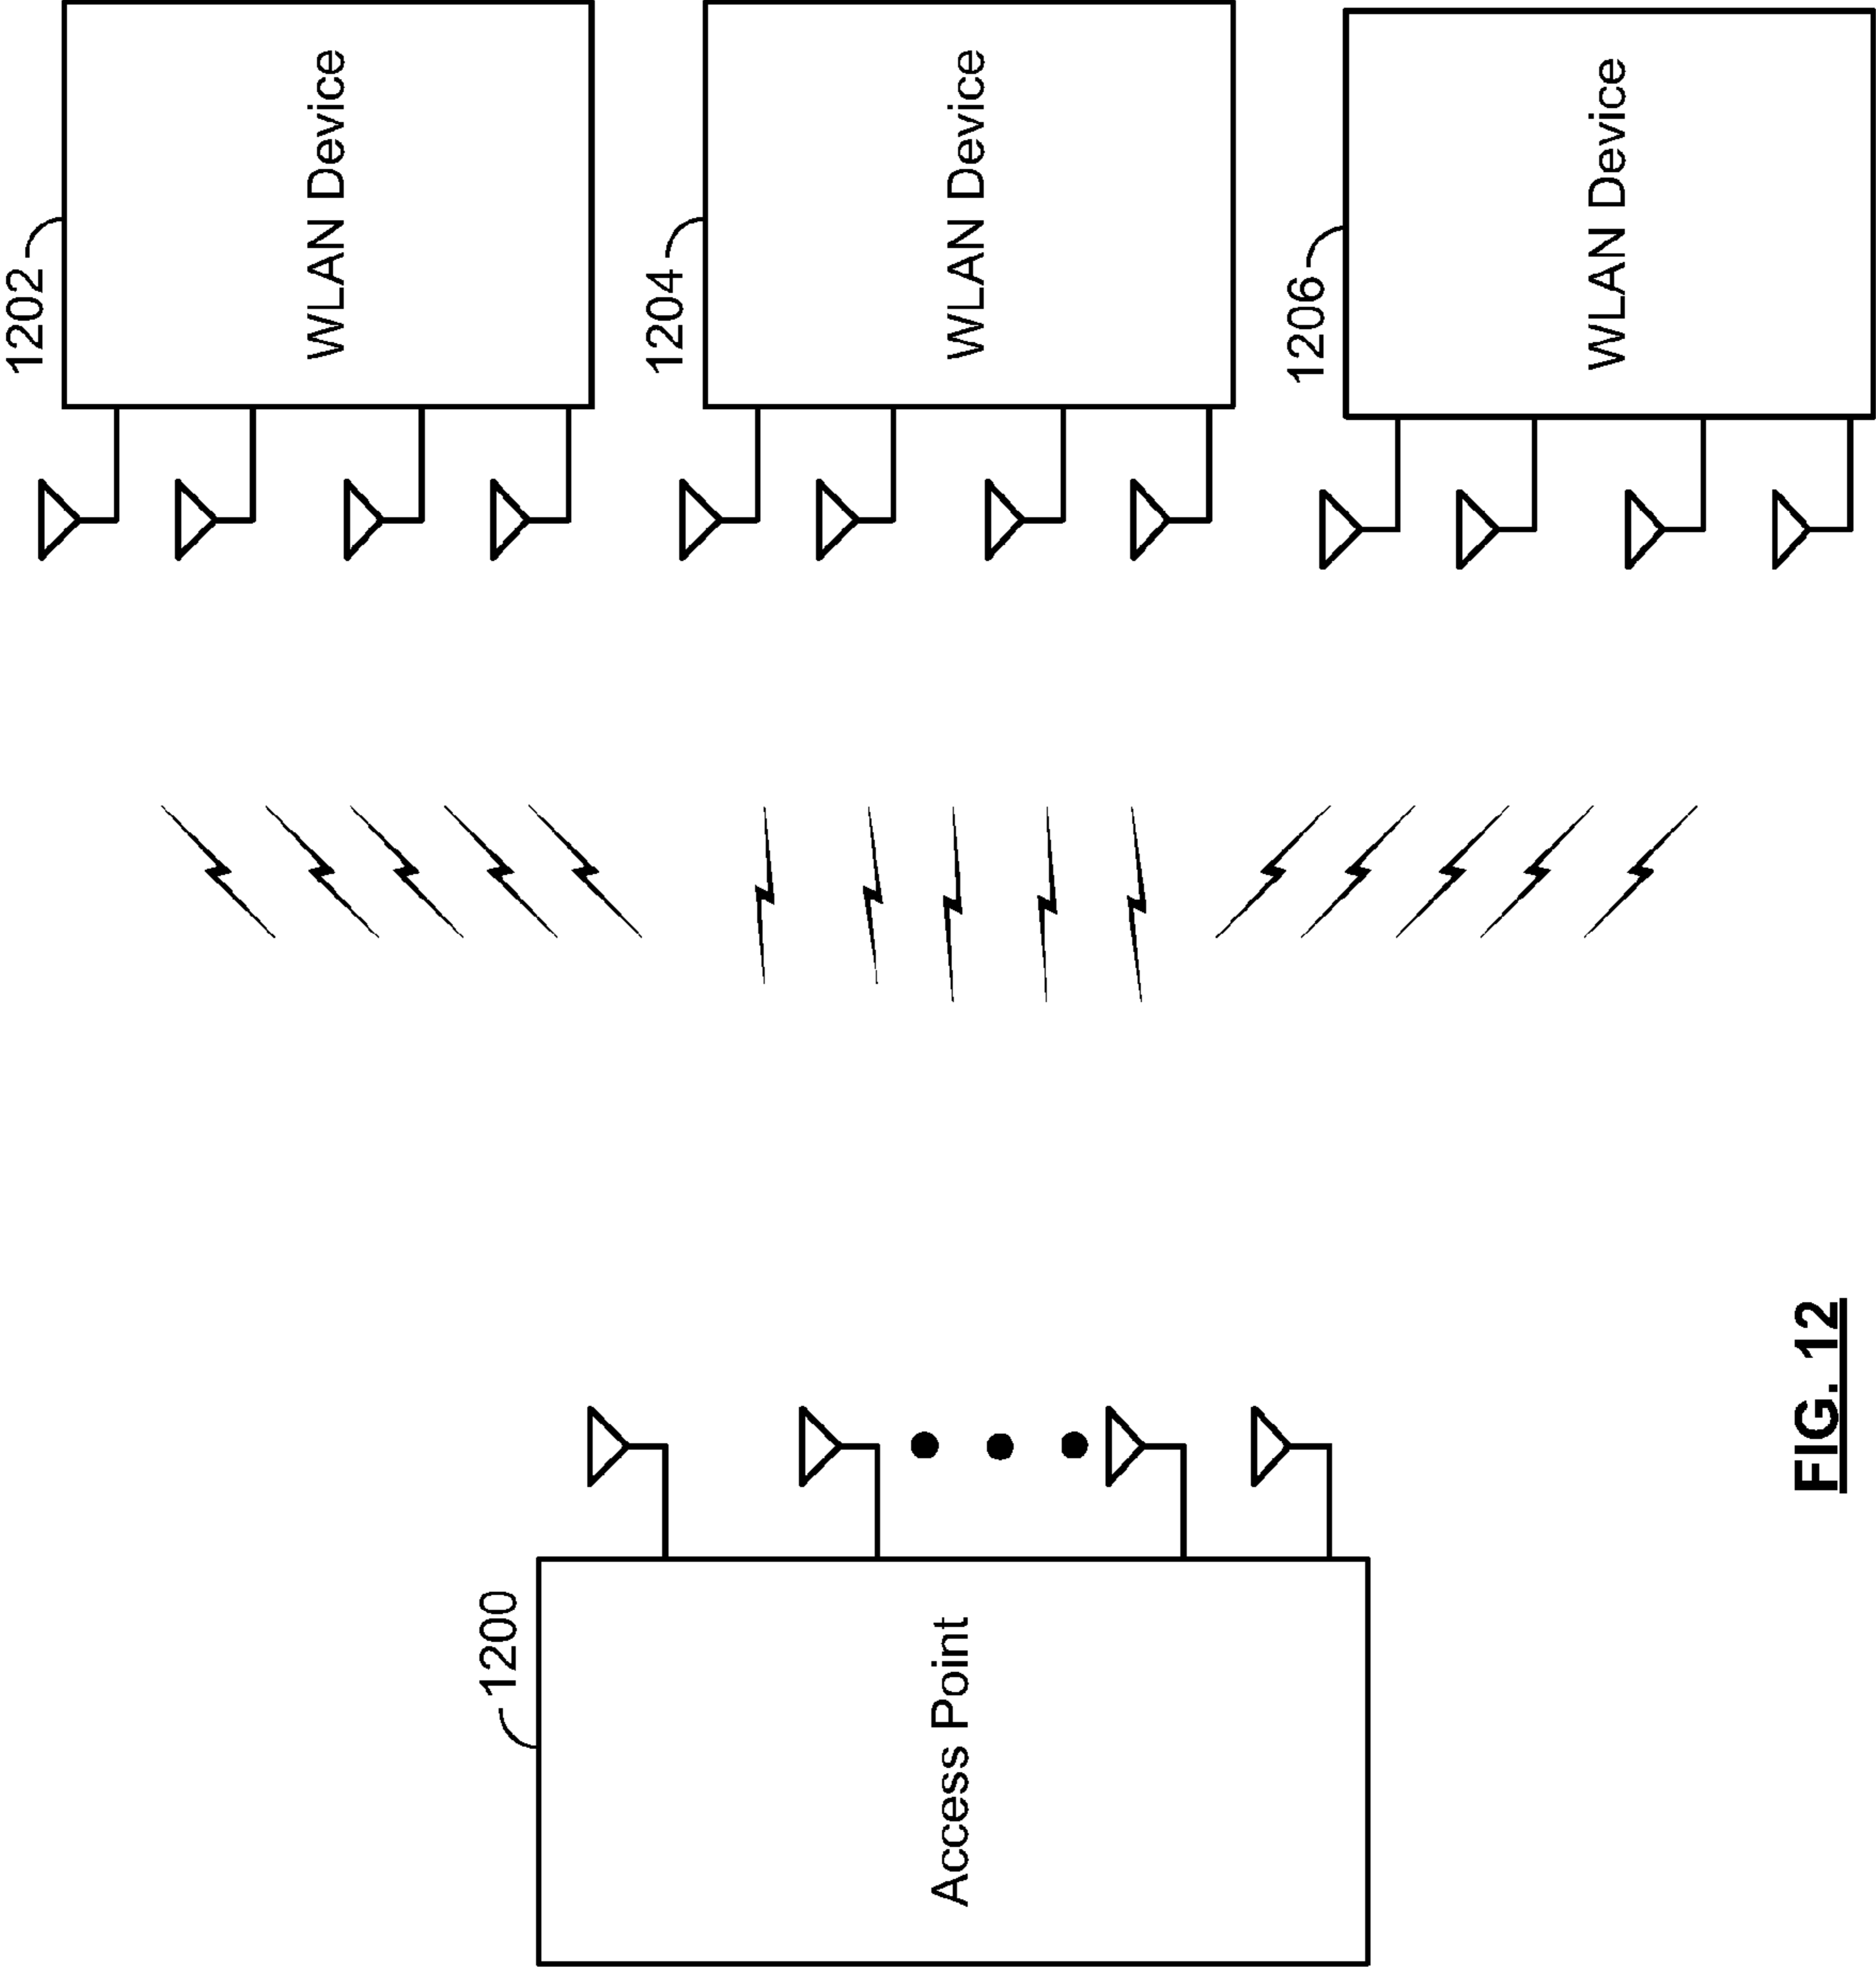 1202
WLAN Device
1204
WLAN Device
1206
WLAN Device
1200
Access Point
FIG. 12